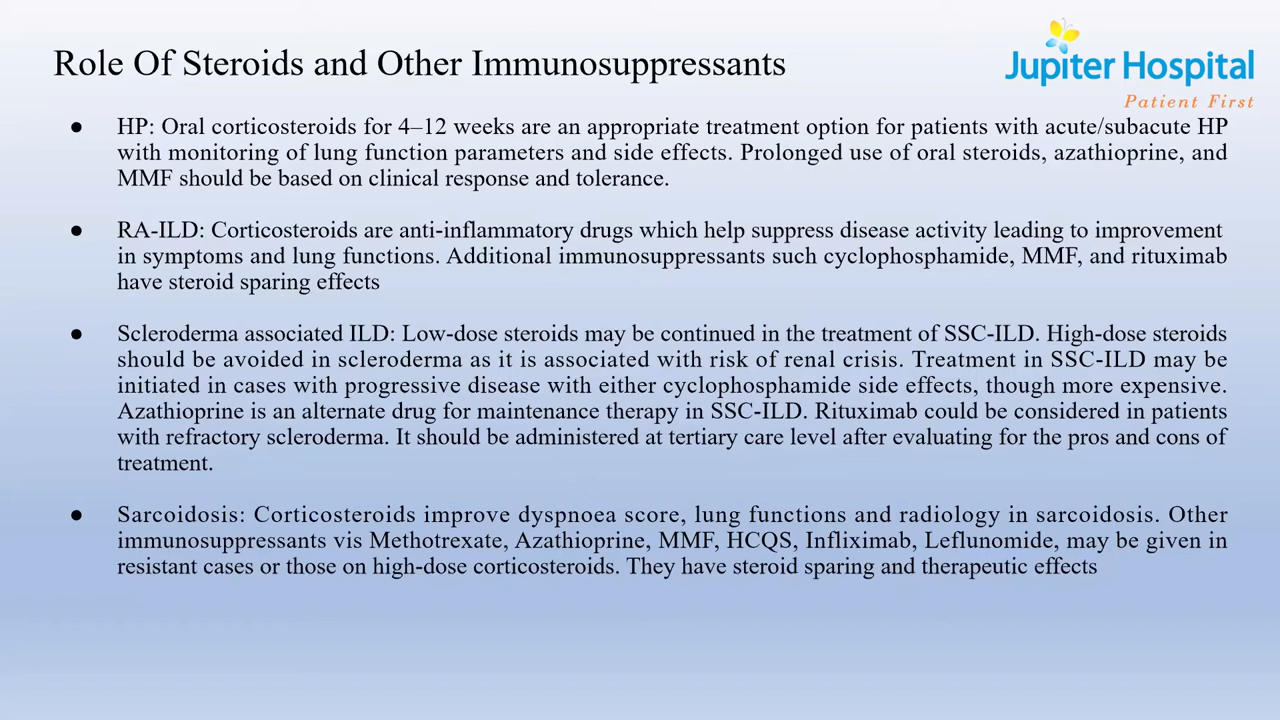 Role Of Steroids and Other Immunosuppressants
Jupiter Hospital
Patient First
● HP: Oral corticosteroids for 4–12 weeks are an appropriate treatment option for patients with acute/subacute HP
with monitoring of lung function parameters and side effects. Prolonged use of oral steroids, azathioprine, and
MMF should be based on clinical response and tolerance.
● RA-ILD: Corticosteroids are anti-inflammatory drugs which help suppress disease activity leading to improvement
in symptoms and lung functions. Additional immunosuppressants such cyclophosphamide, MMF, and rituximab
have steroid sparing effects
● Scleroderma associated ILD: Low-dose steroids may be continued in the treatment of SSC-ILD. High-dose steroids
should be avoided in scleroderma as it is associated with risk of renal crisis. Treatment in SSC-ILD may be
initiated in cases with progressive disease with either cyclophosphamide side effects, though more expensive.
Azathioprine is an alternate drug for maintenance therapy in SSC-ILD. Rituximab could be considered in patients
with refractory scleroderma. It should be administered at tertiary care level after evaluating for the pros and cons of
treatment.
● Sarcoidosis: Corticosteroids improve dyspnoea score, lung functions and radiology in sarcoidosis. Other
immunosuppressants vis Methotrexate, Azathioprine, MMF, HCQS, Infliximab, Leflunomide, may be given in
resistant cases or those on high-dose corticosteroids. They have steroid sparing and therapeutic effects